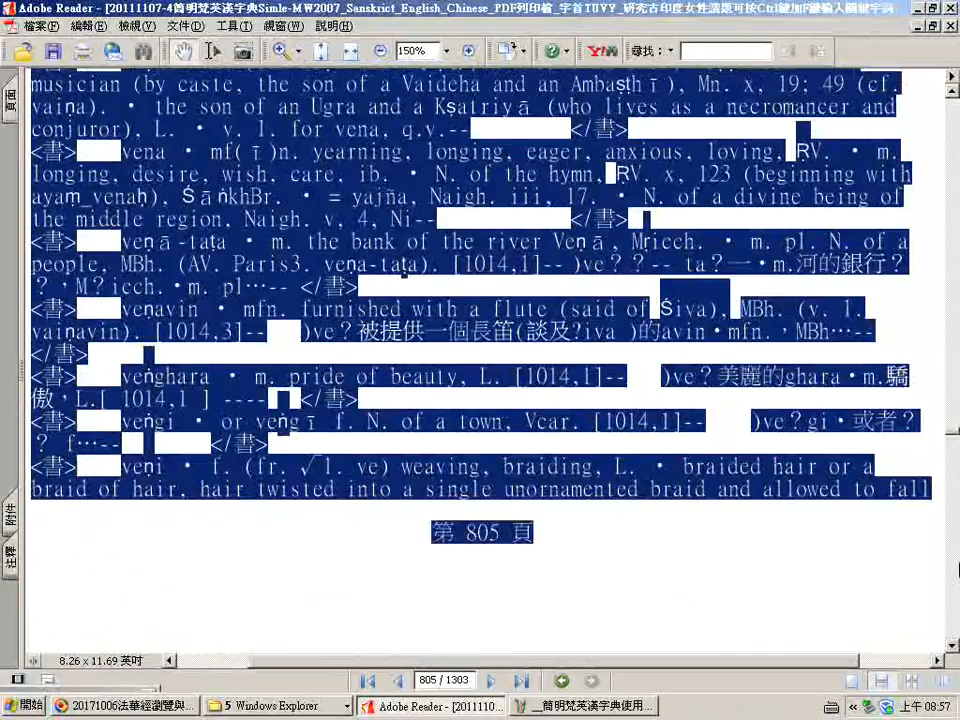 Adobe Reader - [20111107-4簡明梵英漢字典Simle-MW2007_Sanskrict_English_Chinese_PDF列印檔_字首TUVY_研究古印度女性議題可按Ctrl鍵加F鍵輸入關鍵字詞
檔案(F) 編輯(E) 檢視(V) 文件(D) 工具(T) 視窗(W) 說明(H)
150% 尋找：
頁面
musician (by caste, the son of a Vaideha and an Ambaṣṭhī), Mn. x, 19; 49 (cf.
vaiṇa). • the son of an Ugra and a Kṣatriyā (who lives as a necromancer and
conjuror), L. • v. l. for vena, q.v.-- </書>
<書> vena • mf(ī)n. yearning, longing, eager, anxious, loving, ṚV. • m.
longing, desire, wish, care, ib. • N. of the hymn, ṚV. x, 123 (beginning with
ayaṃ_venaḥ), ŚāṅkhBr. • = yajña, Naigh. iii, 17. • N. of a divine being of
the middle region, Naigh. v. 4, Ni-- </書>
<書> veṇā-taṭa • m. the bank of the river Veṇā, Mṛicch. • m. pl. N. of a
people, MBh. (AV. Paris3. veṇa-taṭa). [1014,1]-- )ve？？-- ta？一•m.河的銀行？
？，M？icch.•m. pl…-- </書>
<書> veṇavin • mfn. furnished with a flute (said of Śiva), MBh. (v. l.
vaiṇavin). [1014,3]-- )ve？被提供一個長笛(談及?iva )的avin•mfn.，MBh…--
</書>
<書> veṅghara • m. pride of beauty, L. [1014,1]-- )ve？美麗的ghara•m.驕
傲，L.[ 1014,1 ] ---- </書>
<書> veṅgi • or veṅgī f. N. of a town, Vcar. [1014,1]-- )ve？gi•或者？
？ f…-- </書>
<書> veṇi • f. (fr. √1. ve) weaving, braiding, L. • braided hair or a
braid of hair, hair twisted into a single unornamented braid and allowed to fall
第 805 頁
附件
注釋
8.26 x 11.69 英吋
805 / 1303
開始 20171006法華經瀏覽與... 5 Windows Explorer Adobe Reader - [2011110... __簡明梵英漢字典使用... 上午 08:57